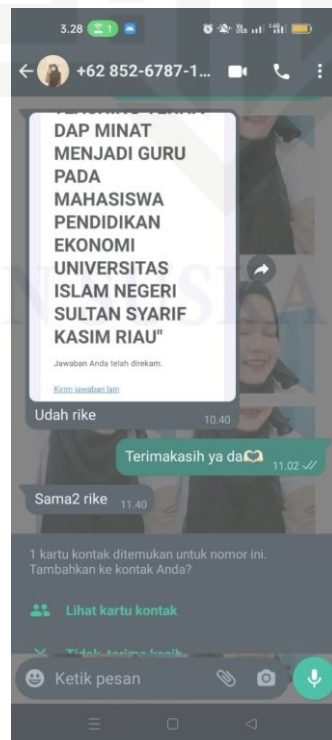 3.28
+62 852-6787-1...
DAP MINAT
MENJADI GURU
PADA
MAHASISWA
PENDIDIKAN
EKONOMI
UNIVERSITAS
ISLAM NEGERI
SULTAN SYARIF
KASIM RIAU"
Jawaban Anda telah direkam.
Kirim jawaban lain
Udah rike
10.40
Terimakasih ya da🫶
11.02
Sama2 rike
11.40
1 kartu kontak ditemukan untuk nomor ini.
Tambahkan ke kontak Anda?
Lihat kartu kontak
Tidak, terima kasih
Ketik pesan